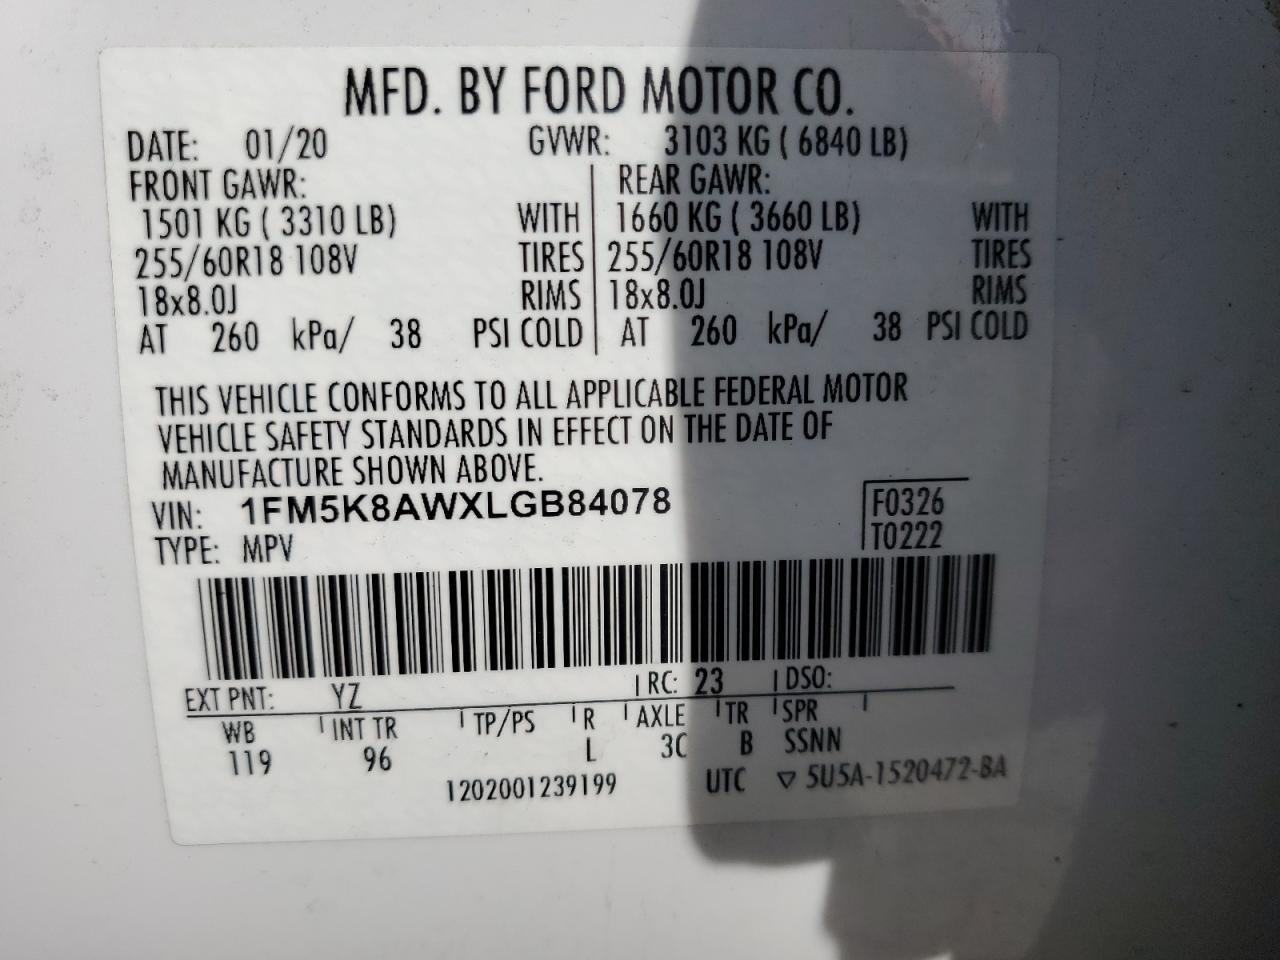 MFD. BY FORD MOTOR CO.
DATE: 01/20 GVWR: 3103 KG ( 6840 LB)
FRONT GAWR: REAR GAWR:
1501 KG ( 3310 LB) WITH 1660 KG ( 3660 LB) WITH
255/60R18 108V TIRES 255/60R18 108V TIRES
18x8.0J RIMS 18x8.0J RIMS
AT 260 kPa/ 38 PSI COLD AT 260 kPa/ 38 PSI COLD
THIS VEHICLE CONFORMS TO ALL APPLICABLE FEDERAL MOTOR
VEHICLE SAFETY STANDARDS IN EFFECT ON THE DATE OF
MANUFACTURE SHOWN ABOVE.
VIN: 1FM5K8AWXLGB84078 F0326
TYPE: MPV T0222
EXT PNT: YZ RC: 23 DSO:
WB INT TR TP/PS R AXLE TR SPR
119 96 L 3C B SSNN
1202001239199 UTC ▽ 5U5A-1520472-BA